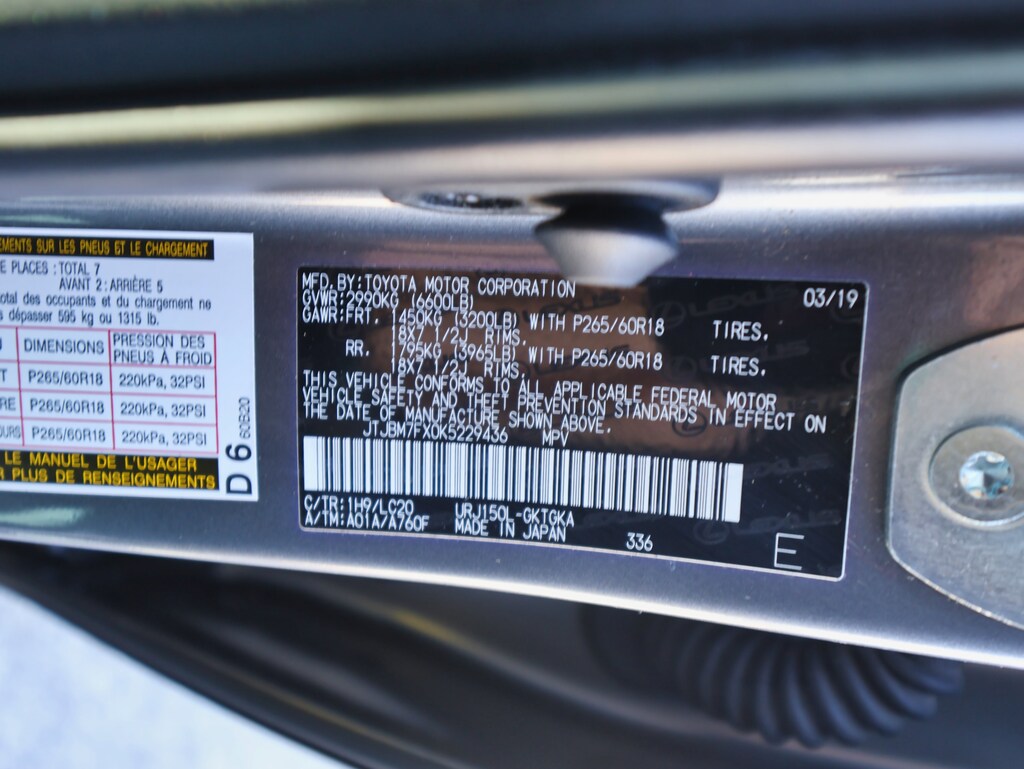 EMENTS SUR LES PNEUS ET LE CHARGEMENT
E PLACES : TOTAL 7
AVANT 2 : ARRIÈRE 5
otal des occupants et du chargement ne
s dépasser 595 kg ou 1315 lb.
DIMENSIONS PRESSION DES
PNEUS À FROID
T P265/60R18 220kPa, 32PSI
RE P265/60R18 220kPa, 32PSI
OURS P265/60R18 220kPa, 32PSI
LE MANUEL DE L'USAGER
R PLUS DE RENSEIGNEMENTS
D6 60B20
MFD. BY: TOYOTA MOTOR CORPORATION 03/19
GVWR: 2990KG (6600LB)
GAWR: FRT. 1450KG (3200LB) WITH P265/60R18 TIRES,
18X7 1/2J RIMS.
RR. 1795KG (3965LB) WITH P265/60R18 TIRES,
18X7 1/2J RIMS.
THIS VEHICLE CONFORMS TO ALL APPLICABLE FEDERAL MOTOR
VEHICLE SAFETY AND THEFT PREVENTION STANDARDS IN EFFECT ON
THE DATE OF MANUFACTURE SHOWN ABOVE.
JTJBM7FX0K5229436 MPV
C/TR: 1H9/LC20 URJ150L-GKTGKA
A/TM: A01A/A760F MADE IN JAPAN 336
E